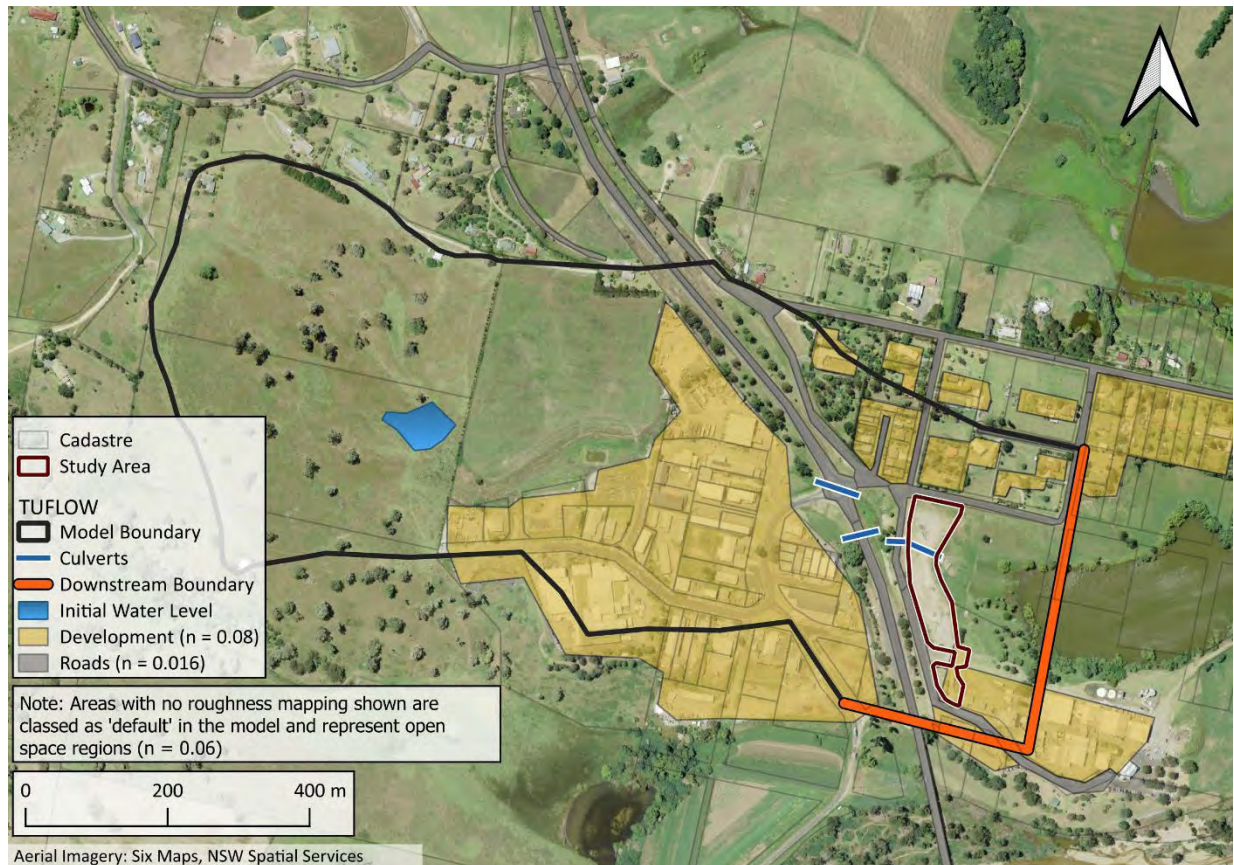 Cadastre
Study Area
TUFLOW
Model Boundary
Culverts
Downstream Boundary
Initial Water Level
Development (n = 0.08)
Roads (n = 0.016)
Note: Areas with no roughness mapping shown are
classed as 'default' in the model and represent open
space regions (n = 0.06)
0 200 400 m
Aerial Imagery: Six Maps, NSW Spatial Services